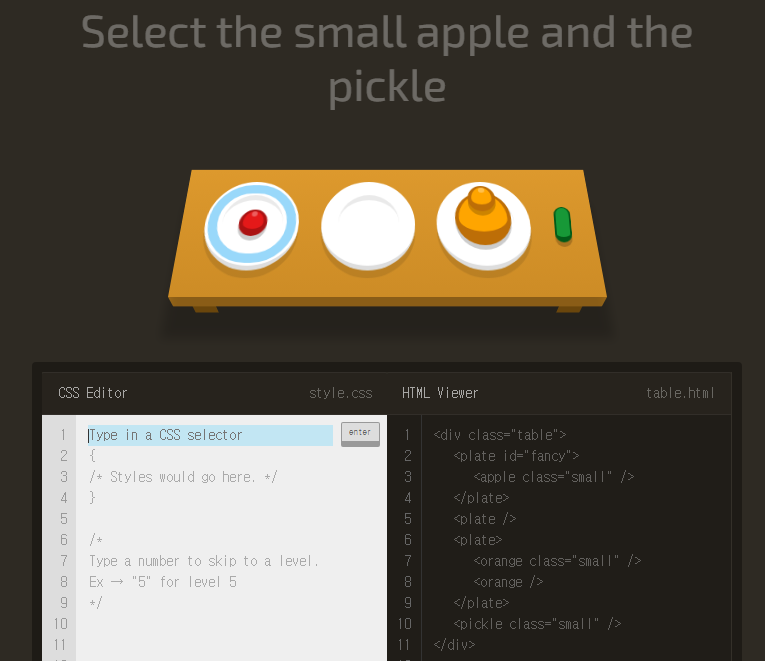 Select the small apple and the
pickle
CSS Editor
style.css
HTML Viewer
table.html
1
Type in a CSS selector
enter
2
{
3
/* Styles would go here. */
4
}
5
6
/*
7
Type a number to skip to a level.
8
Ex → "5" for level 5
9
*/
10
11
1
<div class="table">
2
<plate id="fancy">
3
<apple class="small" />
4
</plate>
5
<plate />
6
<plate>
7
<orange class="small" />
8
<orange />
9
</plate>
10
<pickle class="small" />
11
</div>